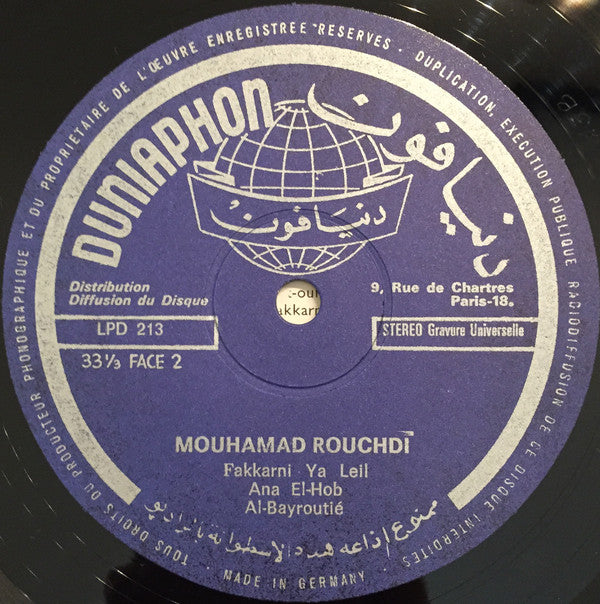 TOUS DROITS DU PRODUCTEUR PHONOGRAPHIQUE ET DU PROPRIETAIRE DE L'ŒUVRE ENREGISTREE RESERVES - DUPLICATION, EXECUTION PUBLIQUE RADIODIFFUSION DE CE DISQUE INTERDITES
DUNIAPHON
دنيافون
دنيافون
Distribution
Diffusion du Disque
9, Rue de Chartres
Paris-18e
LPD 213
STEREO Gravure Universelle
33⅓ FACE 2
MOUHAMAD ROUCHDI
Fakkarni Ya Leil
Ana El-Hob
Al-Bayroutié
ممنوع إذاعة هذه الاسطوانة بالراديو
- MADE IN GERMANY -